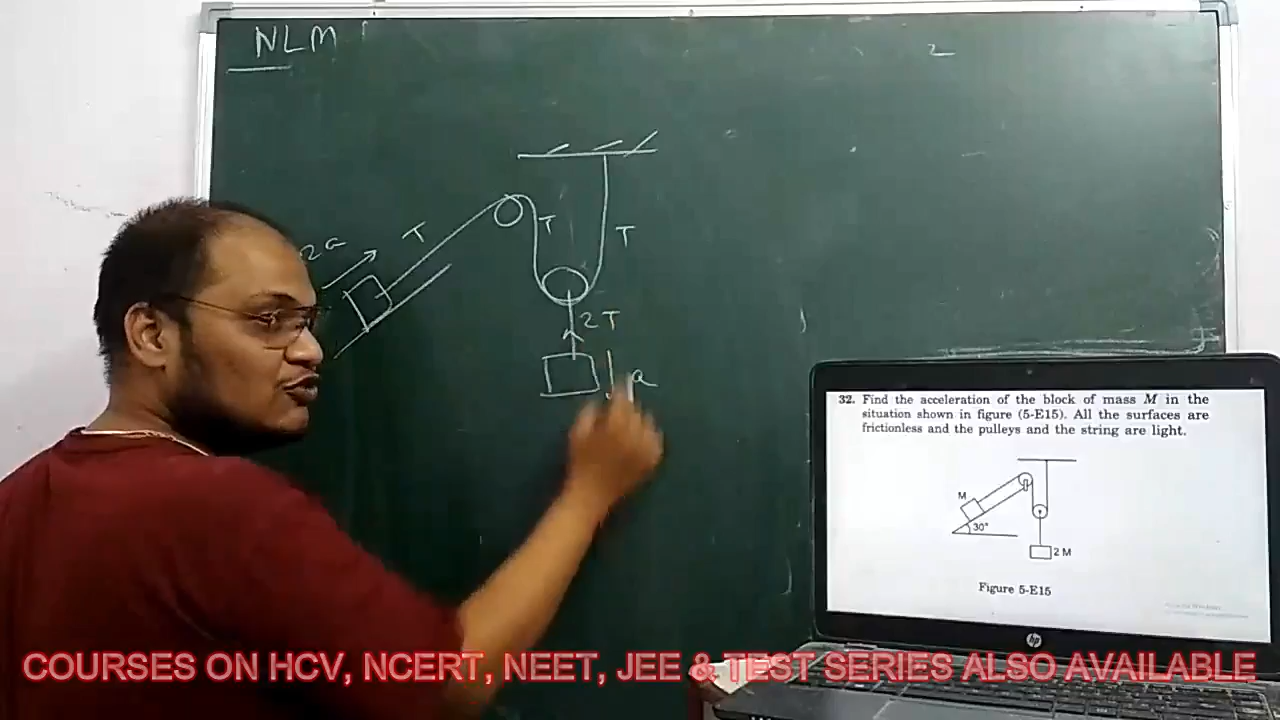 NLM
2a
T
T
T
2T
a
32. Find the acceleration of the block of mass M in the
situation shown in figure (5-E15). All the surfaces are
frictionless and the pulleys and the string are light.
M
30°
2 M
Figure 5-E15
hp
COURSES ON HCV, NCERT, NEET, JEE & TEST SERIES ALSO AVAILABLE